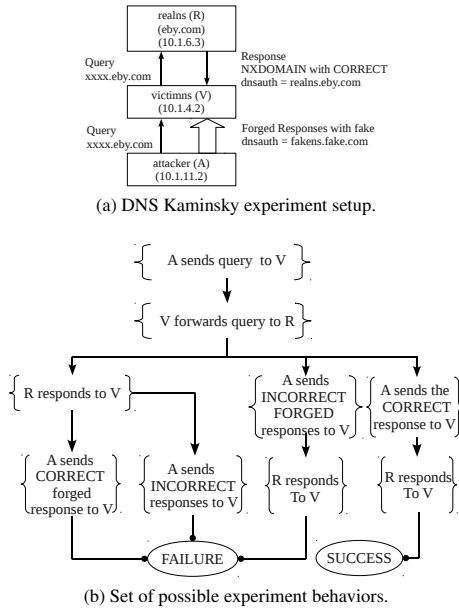 realns (R)
(eby.com)
(10.1.6.3)
Query
xxxx.eby.com
Response
NXDOMAIN with CORRECT
dnsauth = realns.eby.com
victimns (V)
(10.1.4.2)
Query
xxxx.eby.com
Forged Responses with fake
dnsauth = fakens.fake.com
attacker (A)
(10.1.11.2)
(a) DNS Kaminsky experiment setup.
A sends query to V
V forwards query to R
R responds to V
A sends
INCORRECT
FORGED
responses to V
A sends the
CORRECT
response to V
A sends
CORRECT
forged
response to V
A sends
INCORRECT
responses to V
R responds
To V
R responds
To V
FAILURE
SUCCESS
(b) Set of possible experiment behaviors.